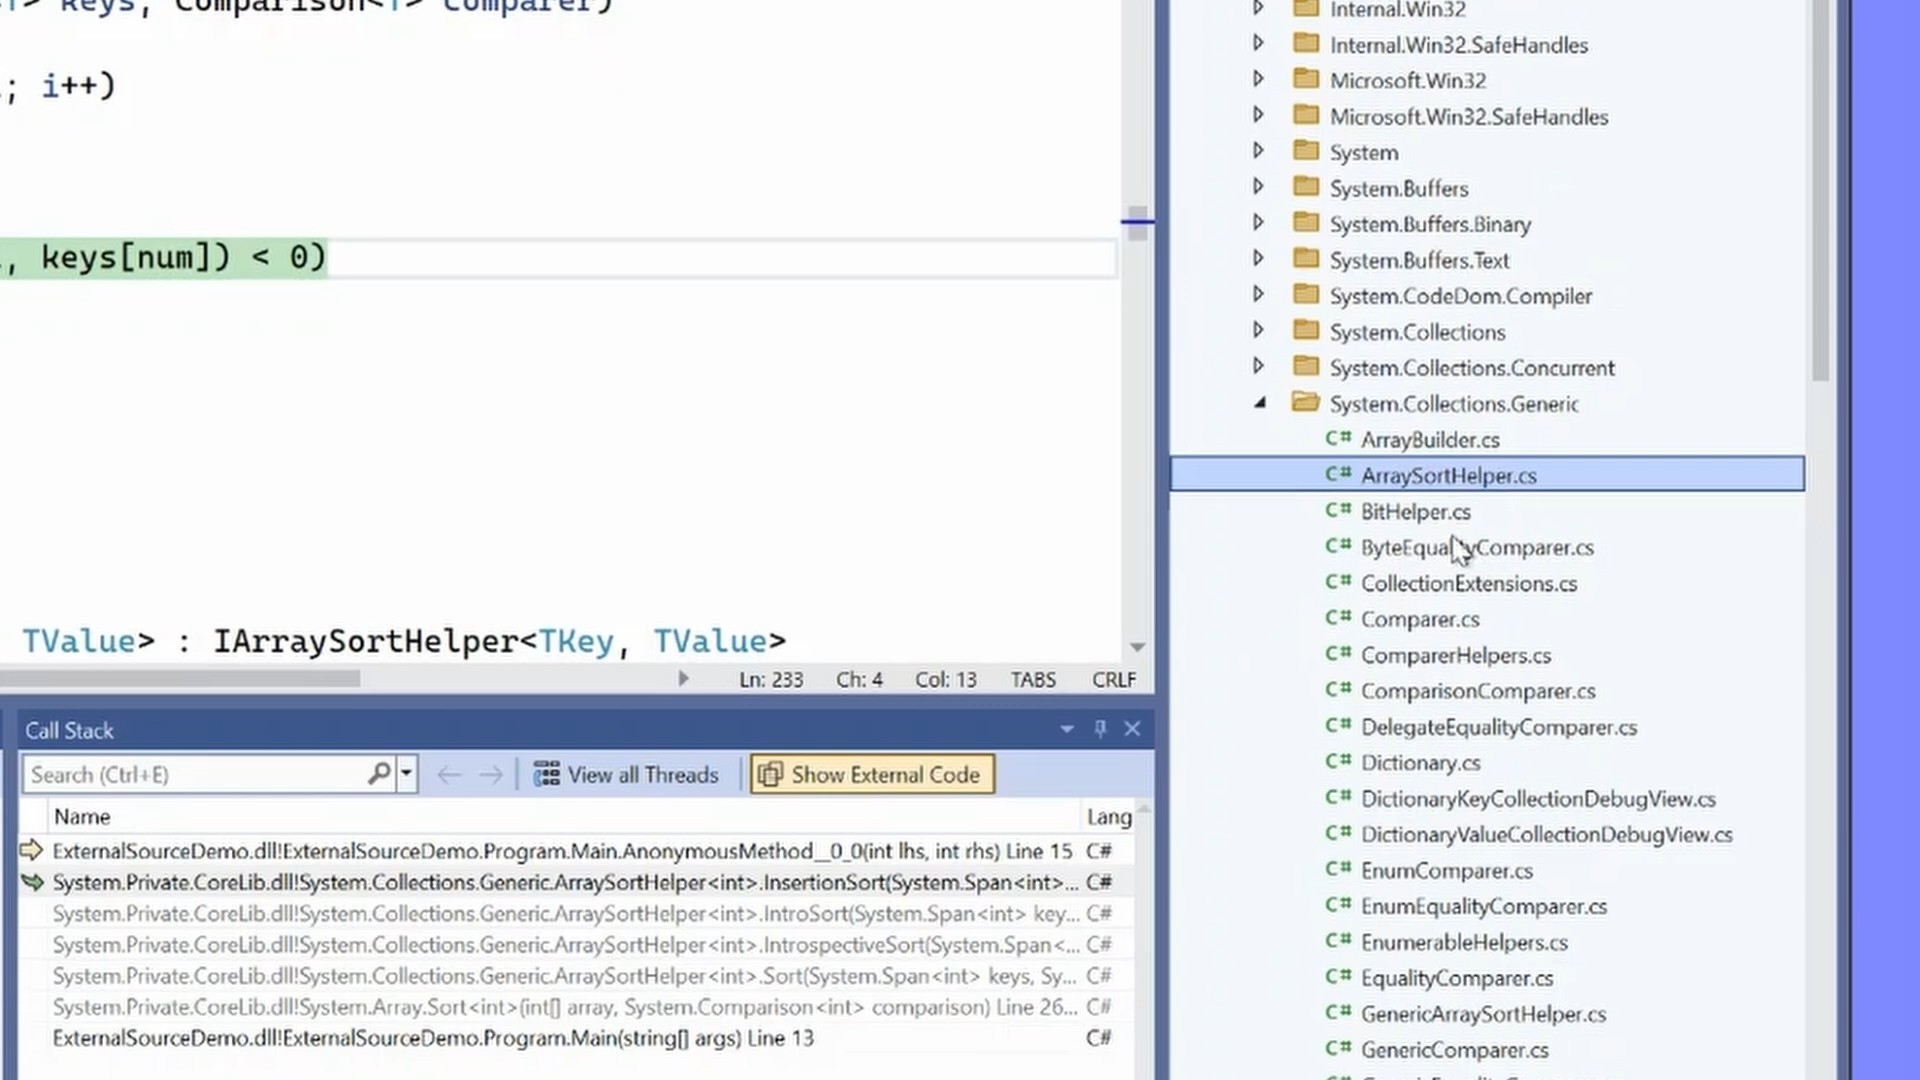 keys, Comparison<T> Comparer)
; i++)
, keys[num]) < 0)
TValue> : IArraySortHelper<TKey, TValue>
Ln: 233 Ch: 4 Col: 13 TABS CRLF
Call Stack
Search (Ctrl+E) View all Threads Show External Code
Name Lang
ExternalSourceDemo.dll!ExternalSourceDemo.Program.Main.AnonymousMethod__0_0(int lhs, int rhs) Line 15 C#
System.Private.CoreLib.dll!System.Collections.Generic.ArraySortHelper<int>.InsertionSort(System.Span<int>... C#
System.Private.CoreLib.dll!System.Collections.Generic.ArraySortHelper<int>.IntroSort(System.Span<int> key... C#
System.Private.CoreLib.dll!System.Collections.Generic.ArraySortHelper<int>.IntrospectiveSort(System.Span<... C#
System.Private.CoreLib.dll!System.Collections.Generic.ArraySortHelper<int>.Sort(System.Span<int> keys, Sy... C#
System.Private.CoreLib.dll!System.Array.Sort<int>(int[] array, System.Comparison<int> comparison) Line 26... C#
ExternalSourceDemo.dll!ExternalSourceDemo.Program.Main(string[] args) Line 13 C#
Internal.Win32
Internal.Win32.SafeHandles
Microsoft.Win32
Microsoft.Win32.SafeHandles
System
System.Buffers
System.Buffers.Binary
System.Buffers.Text
System.CodeDom.Compiler
System.Collections
System.Collections.Concurrent
System.Collections.Generic
C# ArrayBuilder.cs
C# ArraySortHelper.cs
C# BitHelper.cs
C# ByteEqualityComparer.cs
C# CollectionExtensions.cs
C# Comparer.cs
C# ComparerHelpers.cs
C# ComparisonComparer.cs
C# DelegateEqualityComparer.cs
C# Dictionary.cs
C# DictionaryKeyCollectionDebugView.cs
C# DictionaryValueCollectionDebugView.cs
C# EnumComparer.cs
C# EnumEqualityComparer.cs
C# EnumerableHelpers.cs
C# EqualityComparer.cs
C# GenericArraySortHelper.cs
C# GenericComparer.cs